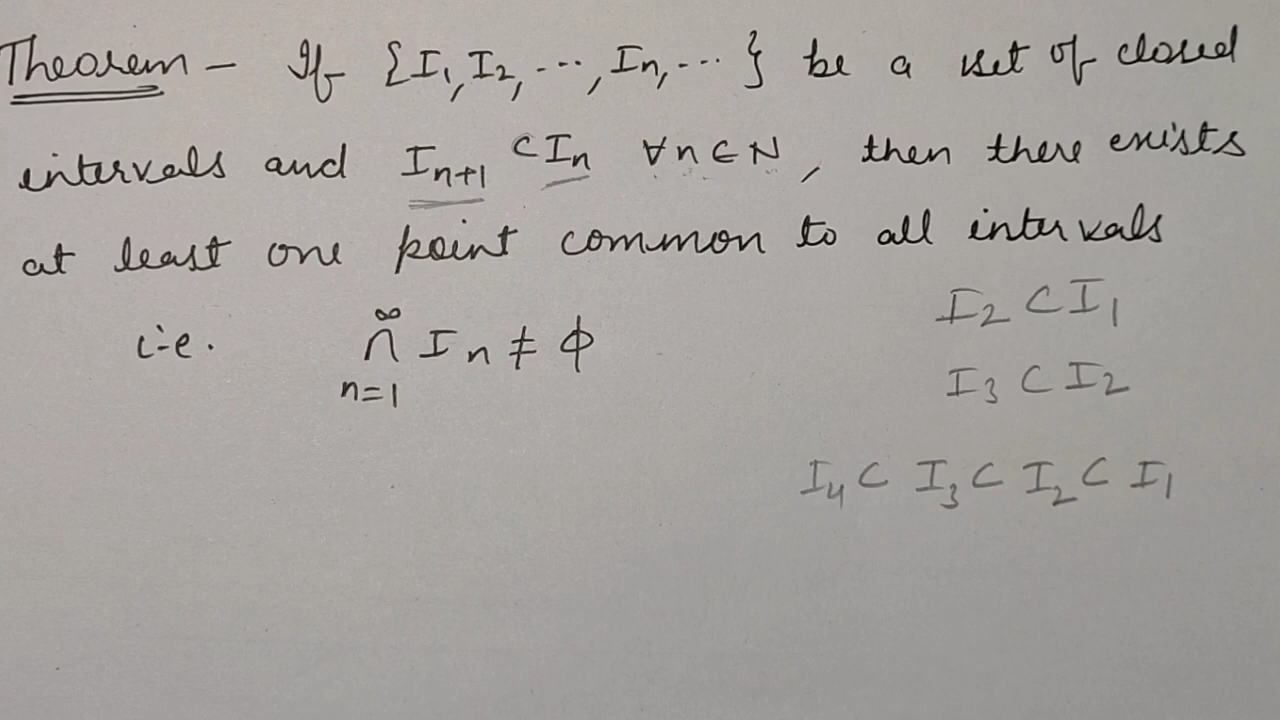 Theorem - If {I₁, I₂, ..., Iₙ, ... } be a set of closed
intervals and Iₙ₊₁ ⊂ Iₙ ∀n∈N, then there exists
at least one point common to all intervals
i.e. ∞
∩ Iₙ ≠ ϕ
n=1
I₂ ⊂ I₁
I₃ ⊂ I₂
I₄ ⊂ I₃ ⊂ I₂ ⊂ I₁